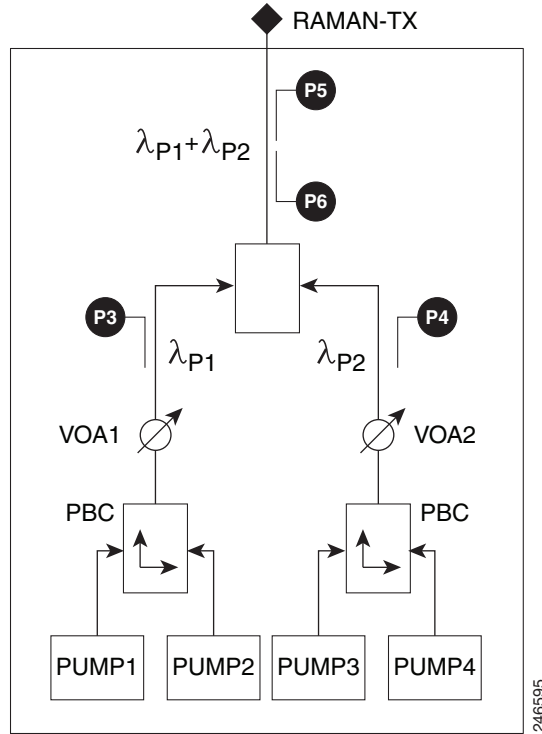 RAMAN-TX
P5
λP1+λP2
P6
P3
P4
λP1
λP2
VOA1
VOA2
PBC
PBC
PUMP1
PUMP2
PUMP3
PUMP4
246595